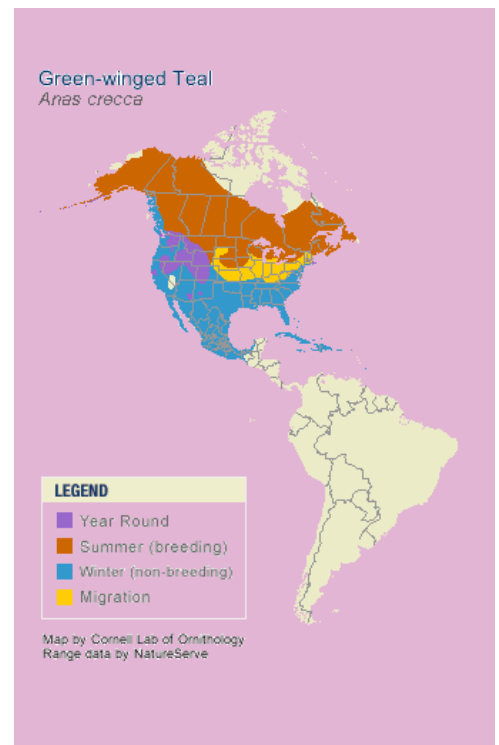 Green-winged Teal
Anas crecca
LEGEND
Year Round
Summer (breeding)
Winter (non-breeding)
Migration
Map by Cornell Lab of Ornithology
Range data by NatureServe